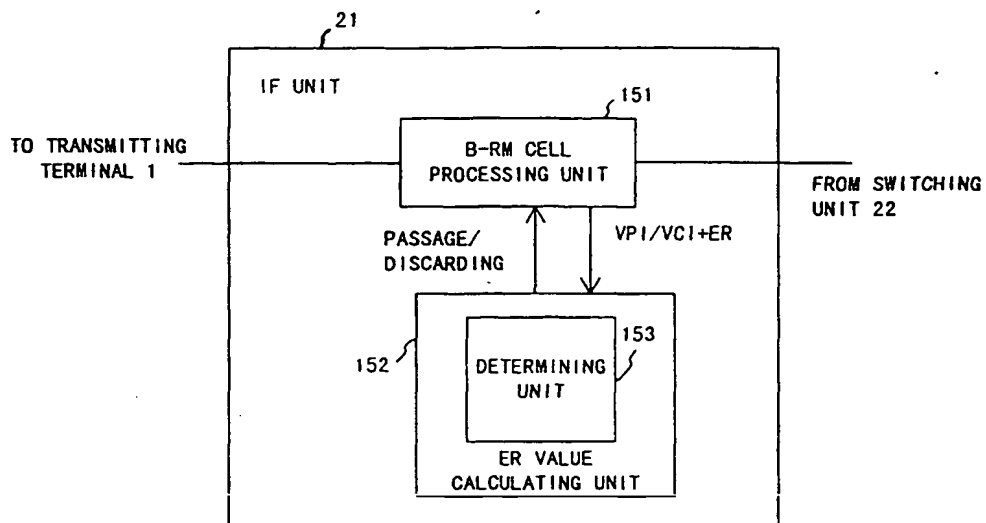 21
IF UNIT
151
TO TRANSMITTING
TERMINAL 1
B-RM CELL
PROCESSING UNIT
FROM SWITCHING
UNIT 22
PASSAGE/
DISCARDING
VPI/VCI+ER
152
153
DETERMINING
UNIT
ER VALUE
CALCULATING UNIT